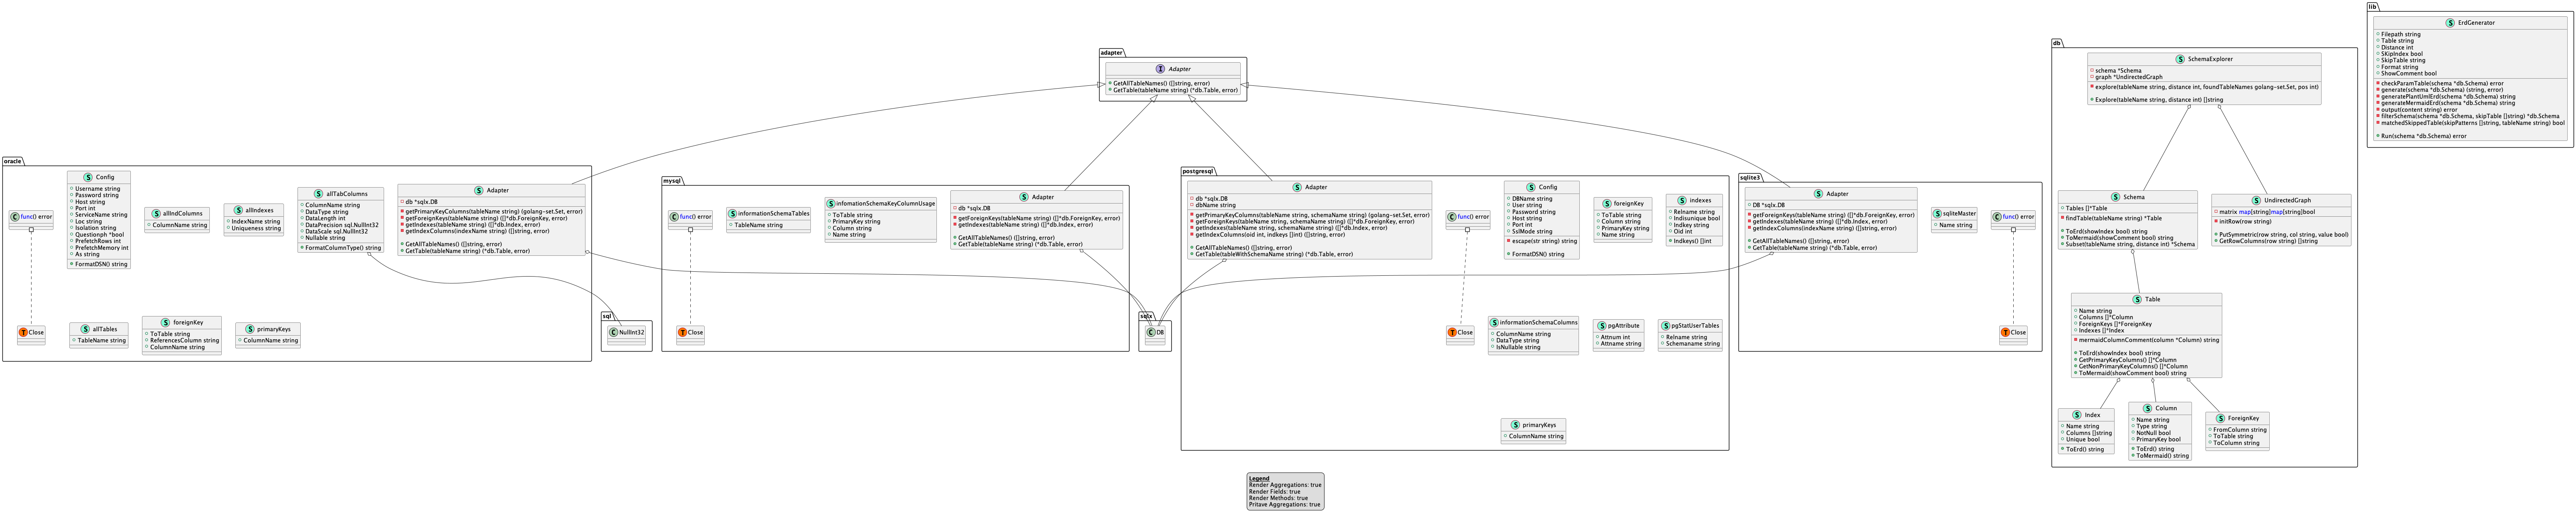 lib
ErdGenerator
Filepath string
Table string
Distance int
SKipIndex bool
SkipTable string
Format string
ShowComment bool
checkParamTable(schema *db.Schema) error
generate(schema *db.Schema) (string, error)
generatePlantUmlErd(schema *db.Schema) string
generateMermaidErd(schema *db.Schema) string
output(content string) error
filterSchema(schema *db.Schema, skipTable []string) *db.Schema
matchedSkippedTable(skipPatterns []string, tableName string) bool
Run(schema *db.Schema) error
adapter
Adapter
GetAllTableNames() ([]string, error)
GetTable(tableName string) (*db.Table, error)
db
SchemaExplorer
schema *Schema
graph *UndirectedGraph
explore(tableName string, distance int, foundTableNames golang-set.Set, pos int)
Explore(tableName string, distance int) []string
Schema
Tables []*Table
findTable(tableName string) *Table
ToErd(showIndex bool) string
ToMermaid(showComment bool) string
Subset(tableName string, distance int) *Schema
UndirectedGraph
matrix map[string]map[string]bool
initRow(row string)
PutSymmetric(row string, col string, value bool)
GetRowColumns(row string) []string
Table
Name string
Columns []*Column
ForeignKeys []*ForeignKey
Indexes []*Index
mermaidColumnComment(column *Column) string
ToErd(showIndex bool) string
GetPrimaryKeyColumns() []*Column
GetNonPrimaryKeyColumns() []*Column
ToMermaid(showComment bool) string
Index
Name string
Columns []string
Unique bool
ToErd() string
Column
Name string
Type string
NotNull bool
PrimaryKey bool
ToErd() string
ToMermaid() string
ForeignKey
FromColumn string
ToTable string
ToColumn string
oracle
func() error
Close
Config
Username string
Password string
Host string
Port int
ServiceName string
Loc string
Isolation string
Questionph *bool
PrefetchRows int
PrefetchMemory int
As string
FormatDSN() string
allIndColumns
ColumnName string
allIndexes
IndexName string
Uniqueness string
allTabColumns
ColumnName string
DataType string
DataLength int
DataPrecision sql.NullInt32
DataScale sql.NullInt32
Nullable string
FormatColumnType() string
Adapter
db *sqlx.DB
getPrimaryKeyColumns(tableName string) (golang-set.Set, error)
getForeignKeys(tableName string) ([]*db.ForeignKey, error)
getIndexes(tableName string) ([]*db.Index, error)
getIndexColumns(indexName string) ([]string, error)
GetAllTableNames() ([]string, error)
GetTable(tableName string) (*db.Table, error)
allTables
TableName string
foreignKey
ToTable string
ReferencesColumn string
ColumnName string
primaryKeys
ColumnName string
sql
NullInt32
mysql
func() error
Close
informationSchemaTables
TableName string
informationSchemaKeyColumnUsage
ToTable string
PrimaryKey string
Column string
Name string
Adapter
db *sqlx.DB
getForeignKeys(tableName string) ([]*db.ForeignKey, error)
getIndexes(tableName string) ([]*db.Index, error)
GetAllTableNames() ([]string, error)
GetTable(tableName string) (*db.Table, error)
sqlx
DB
postgresql
Adapter
db *sqlx.DB
dbName string
getPrimaryKeyColumns(tableName string, schemaName string) (golang-set.Set, error)
getForeignKeys(tableName string, schemaName string) ([]*db.ForeignKey, error)
getIndexes(tableName string, schemaName string) ([]*db.Index, error)
getIndexColumns(oid int, indkeys []int) ([]string, error)
GetAllTableNames() ([]string, error)
GetTable(tableWithSchemaName string) (*db.Table, error)
func() error
Close
Config
DBName string
User string
Password string
Host string
Port int
SslMode string
escape(str string) string
FormatDSN() string
foreignKey
ToTable string
Column string
PrimaryKey string
Name string
indexes
Relname string
Indisunique bool
Indkey string
Oid int
Indkeys() []int
informationSchemaColumns
ColumnName string
DataType string
IsNullable string
pgAttribute
Attnum int
Attname string
pgStatUserTables
Relname string
Schemaname string
primaryKeys
ColumnName string
sqlite3
Adapter
DB *sqlx.DB
getForeignKeys(tableName string) ([]*db.ForeignKey, error)
getIndexes(tableName string) ([]*db.Index, error)
getIndexColumns(indexName string) ([]string, error)
GetAllTableNames() ([]string, error)
GetTable(tableName string) (*db.Table, error)
sqliteMaster
Name string
func() error
Close
Legend
Render Aggregations: true
Render Fields: true
Render Methods: true
Pritave Aggregations: true